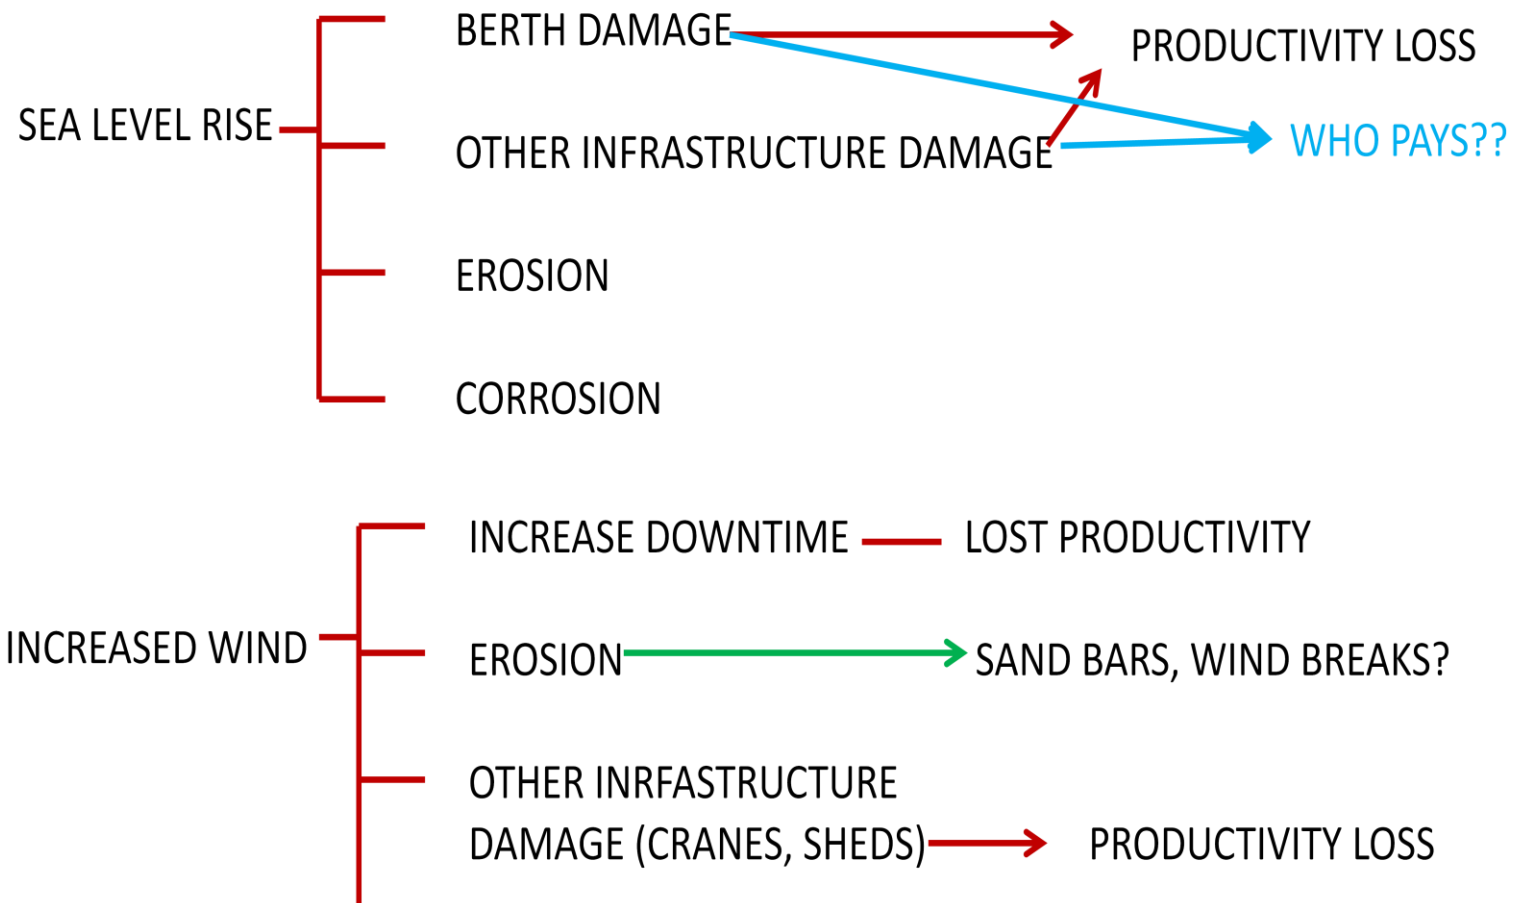 BERTH DAMAGE
PRODUCTIVITY LOSS
SEA LEVEL RISE
OTHER INFRASTRUCTURE DAMAGE
WHO PAYS??
EROSION
CORROSION
INCREASE DOWNTIME
LOST PRODUCTIVITY
INCREASED WIND
EROSION
SAND BARS, WIND BREAKS?
OTHER INRFASTRUCTURE
DAMAGE (CRANES, SHEDS)
PRODUCTIVITY LOSS